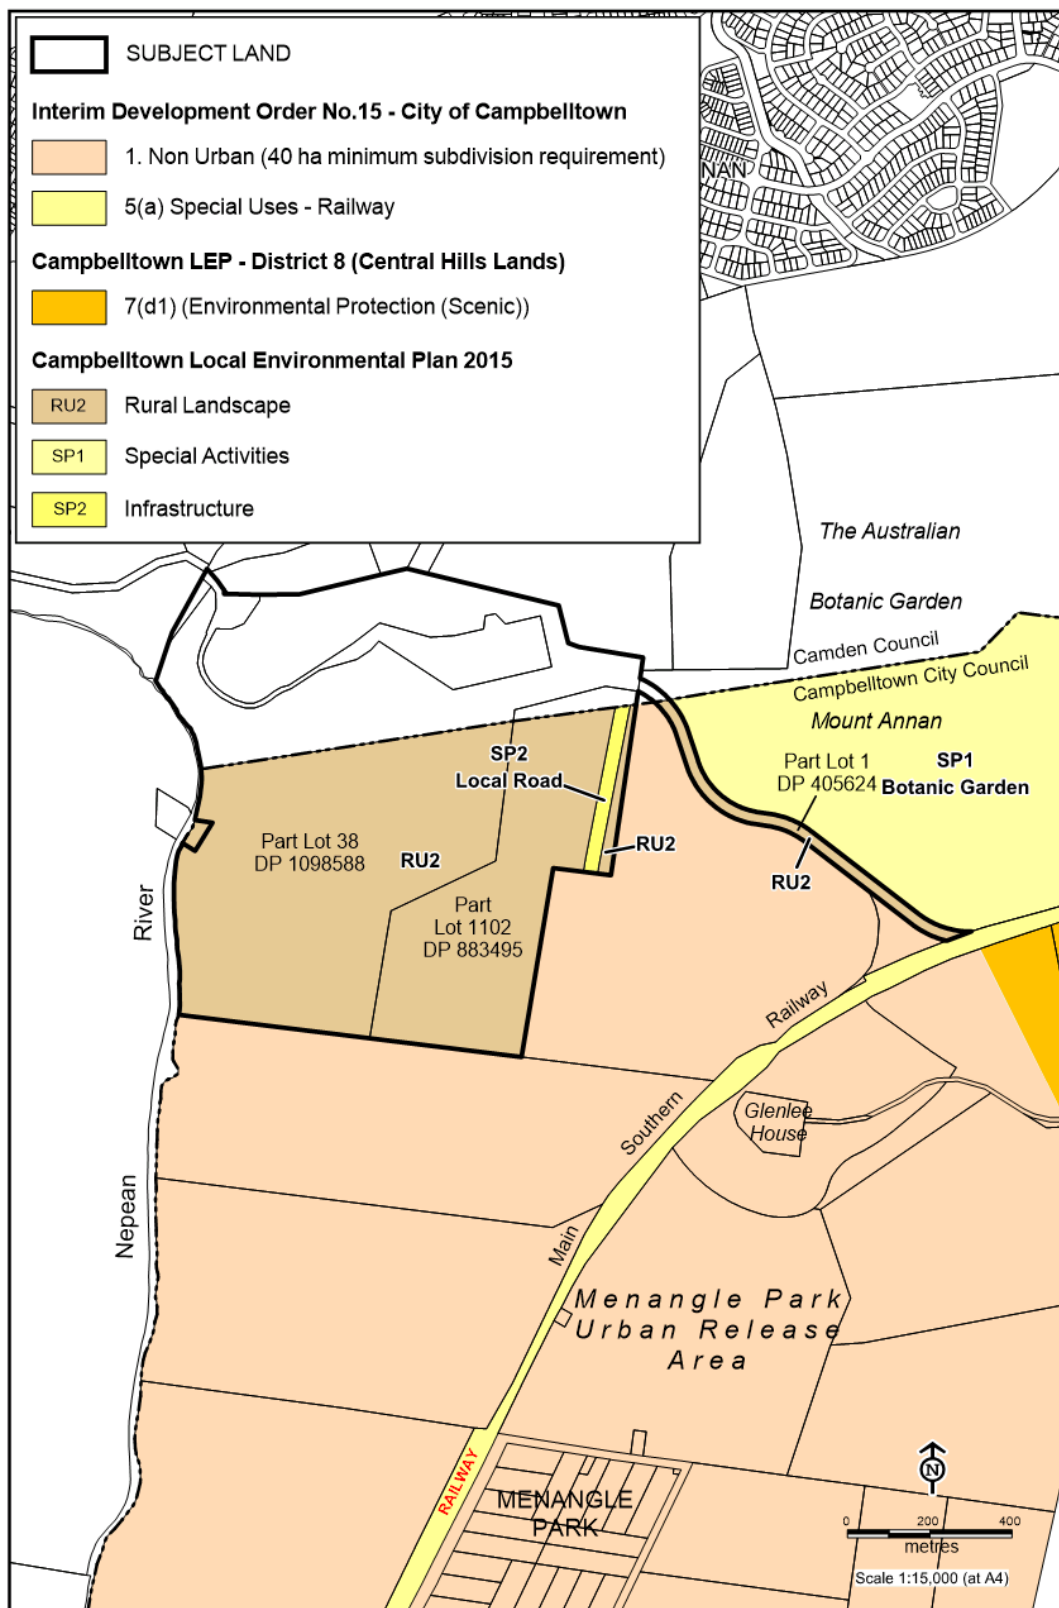 SUBJECT LAND
Interim Development Order No.15 - City of Campbelltown
1. Non Urban (40 ha minimum subdivision requirement)
5(a) Special Uses - Railway
Campbelltown LEP - District 8 (Central Hills Lands)
7(d1) (Environmental Protection (Scenic))
Campbelltown Local Environmental Plan 2015
RU2 Rural Landscape
SP1 Special Activities
SP2 Infrastructure
NAN
The Australian
Botanic Garden
Camden Council
Campbelltown City Council
Mount Annan
SP2
Local Road
Part Lot 1
DP 405624
SP1
Botanic Garden
Part Lot 38
DP 1098588
RU2
RU2
RU2
Part
Lot 1102
DP 883495
River
Nepean
Railway
Southern
Main
Glenlee
House
Menangle Park
Urban Release
Area
RAILWAY
MENANGLE
PARK
N
0 200 400
metres
Scale 1:15,000 (at A4)